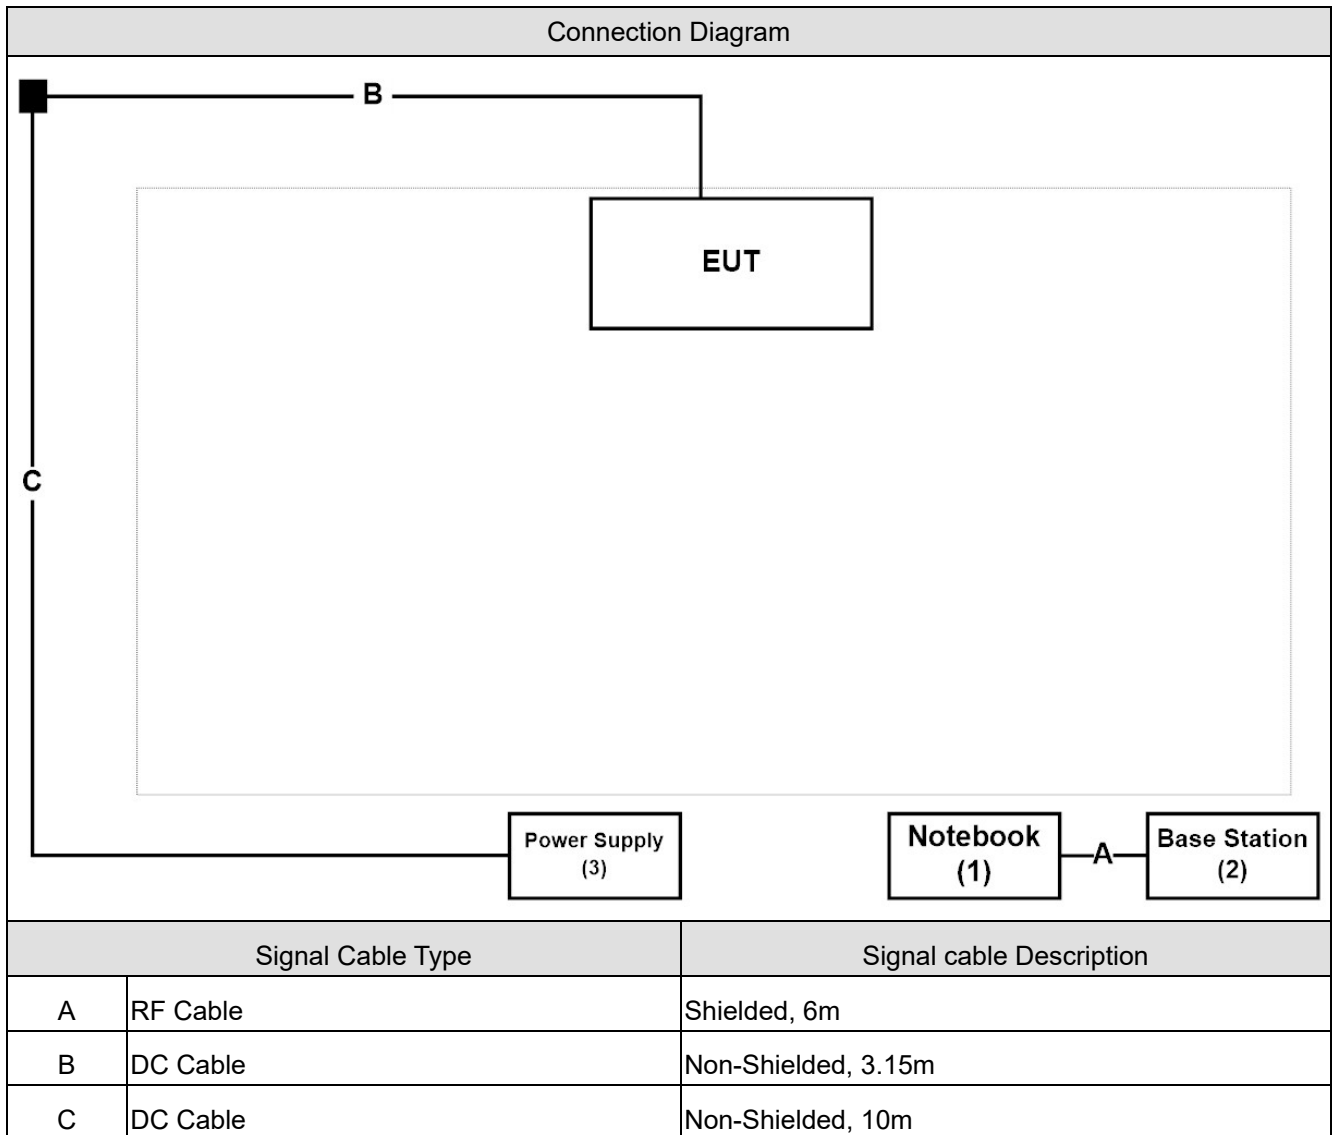 Connection Diagram
B
EUT
C
Power Supply
(3)
Notebook
(1)
A
Base Station
(2)
Signal Cable Type Signal cable Description
A RF Cable Shielded, 6m
B DC Cable Non-Shielded, 3.15m
C DC Cable Non-Shielded, 10m